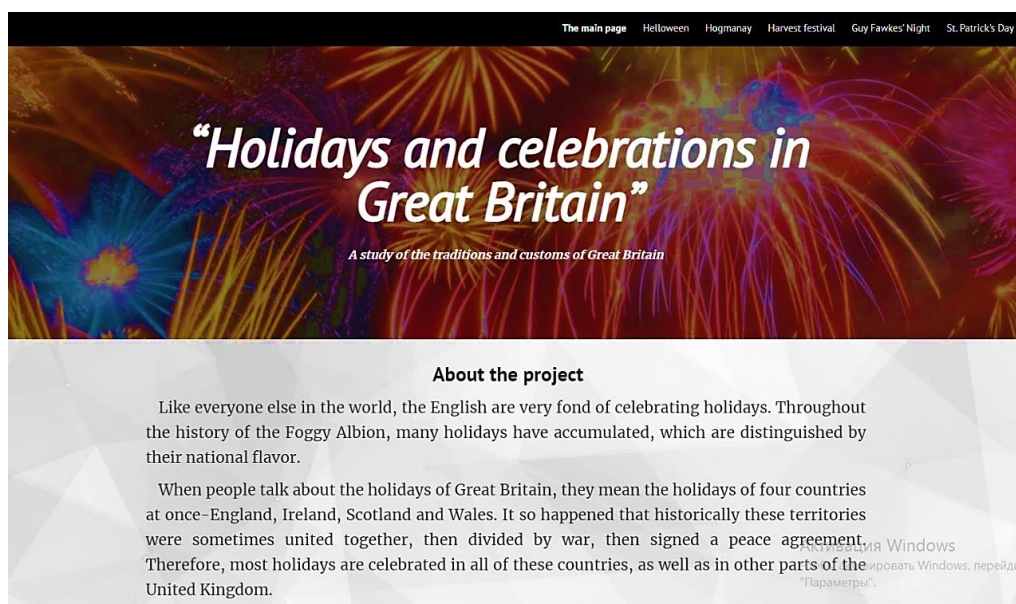 The main page Helloween Hogmanay Harvest festival Guy Fawkes' Night St. Patrick's Day
“Holidays and celebrations in
Great Britain”
A study of the traditions and customs of Great Britain
About the project
Like everyone else in the world, the English are very fond of celebrating holidays. Throughout
the history of the Foggy Albion, many holidays have accumulated, which are distinguished by
their national flavor.
When people talk about the holidays of Great Britain, they mean the holidays of four countries
at once-England, Ireland, Scotland and Wales. It so happened that historically these territories
were sometimes united together, then divided by war, then signed a peace agreement.
Therefore, most holidays are celebrated in all of these countries, as well as in other parts of the
United Kingdom.
Активация Windows
Windows, перейди
"Параметры".